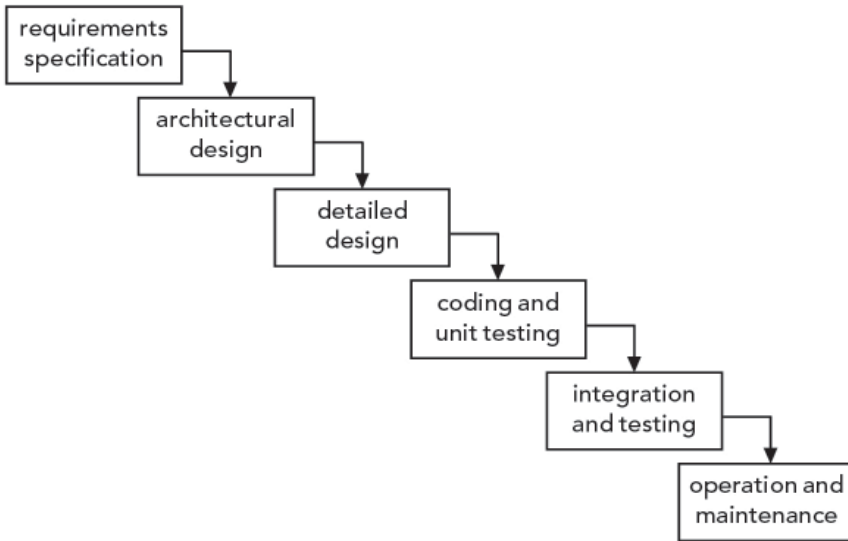 requirements
specification
architectural
design
detailed
design
coding and
unit testing
integration
and testing
operation and
maintenance